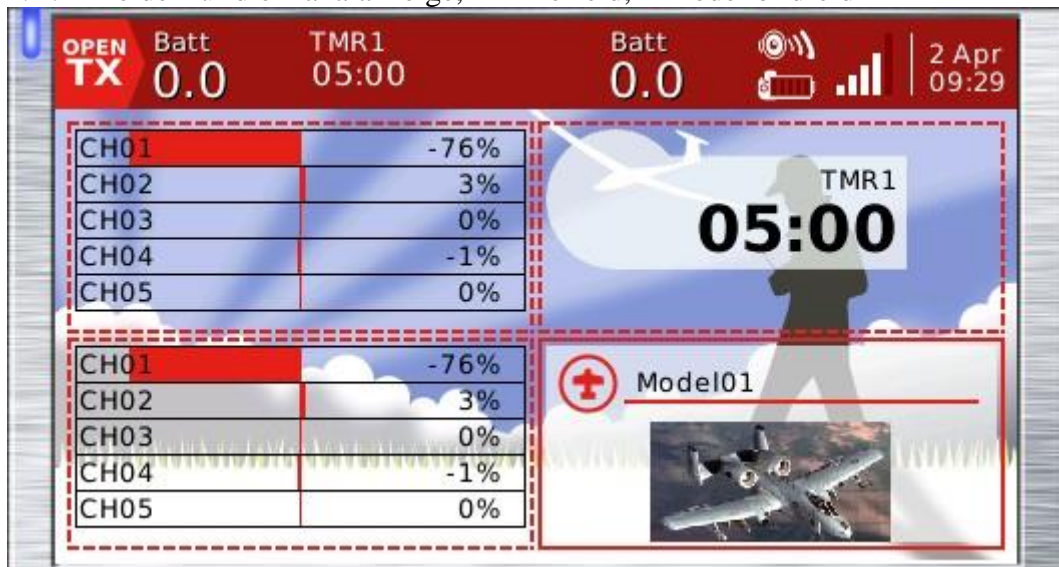 OPEN
TX
Batt
0.0
TMR1
05:00
Batt
0.0
2 Apr
09:29
CH01 -76%
CH02 3%
CH03 0%
CH04 -1%
CH05 0%
TMR1
05:00
CH01 -76%
CH02 3%
CH03 0%
CH04 -1%
CH05 0%
Model01